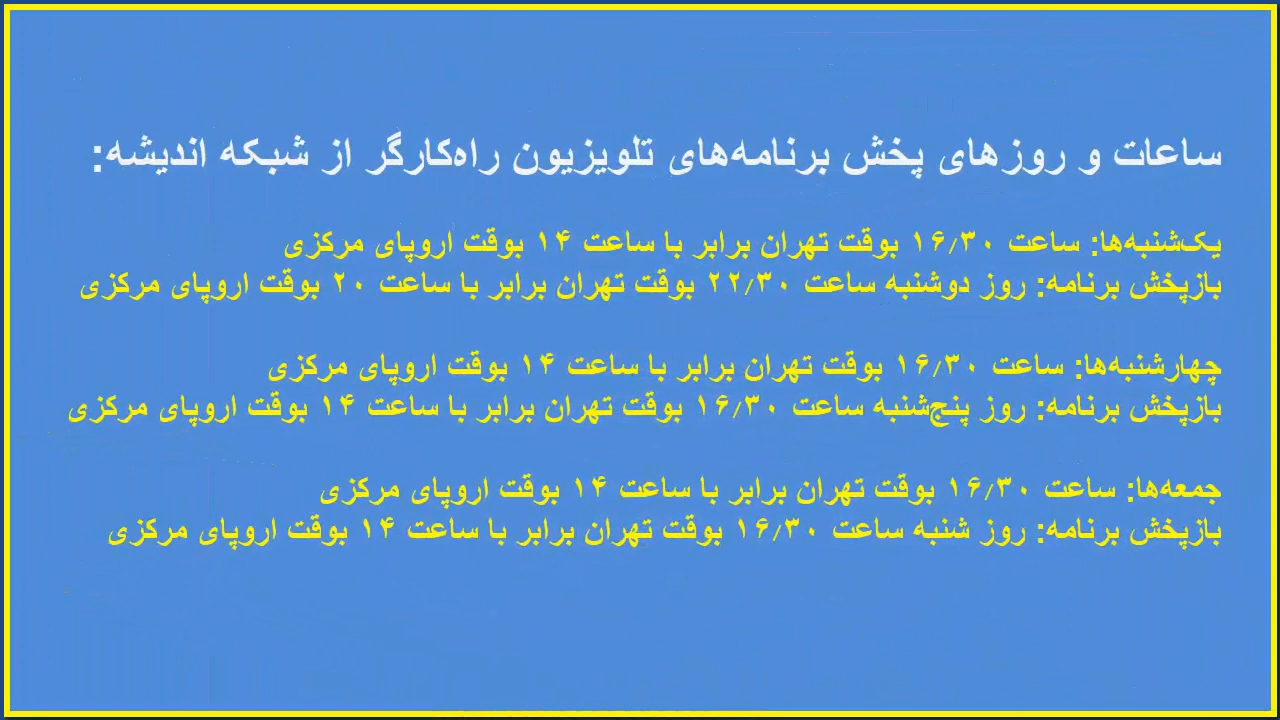 ساعات و روزهای پخش برنامه‌های تلویزیون راه‌کارگر از شبکه اندیشه:
یک‌شنبه‌ها: ساعت ۱۶٫۳۰ بوقت تهران برابر با ساعت ۱۴ بوقت اروپای مرکزی
بازپخش برنامه: روز دوشنبه ساعت ۲۲٫۳۰ بوقت تهران برابر با ساعت ۲۰ بوقت اروپای مرکزی
چهارشنبه‌ها: ساعت ۱۶٫۳۰ بوقت تهران برابر با ساعت ۱۴ بوقت اروپای مرکزی
بازپخش برنامه: روز پنج‌شنبه ساعت ۱۶٫۳۰ بوقت تهران برابر با ساعت ۱۴ بوقت اروپای مرکزی
جمعه‌ها: ساعت ۱۶٫۳۰ بوقت تهران برابر با ساعت ۱۴ بوقت اروپای مرکزی
بازپخش برنامه: روز شنبه ساعت ۱۶٫۳۰ بوقت تهران برابر با ساعت ۱۴ بوقت اروپای مرکزی